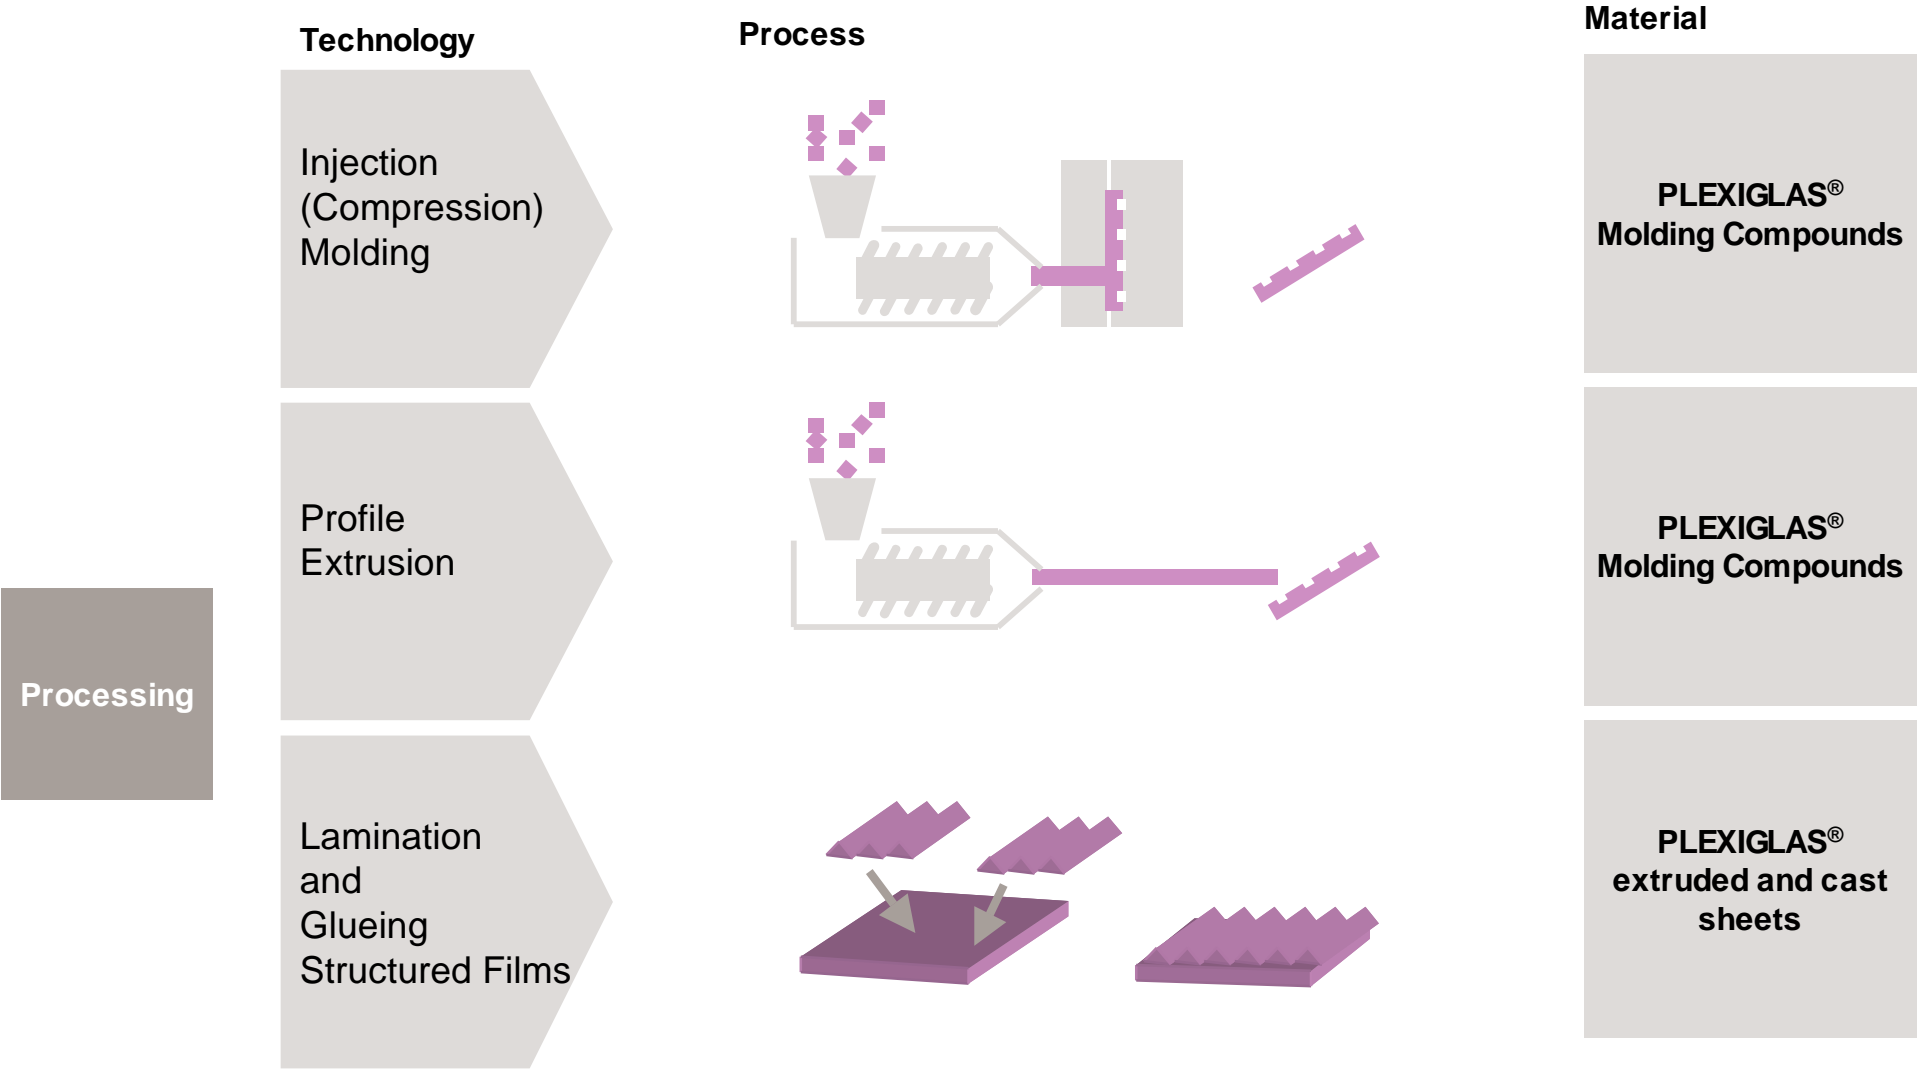 Technology
Process
Material
Injection
(Compression)
Molding
PLEXIGLAS®
Molding Compounds
Profile
Extrusion
PLEXIGLAS®
Molding Compounds
Processing
Lamination
and
Glueing
Structured Films
PLEXIGLAS®
extruded and cast
sheets